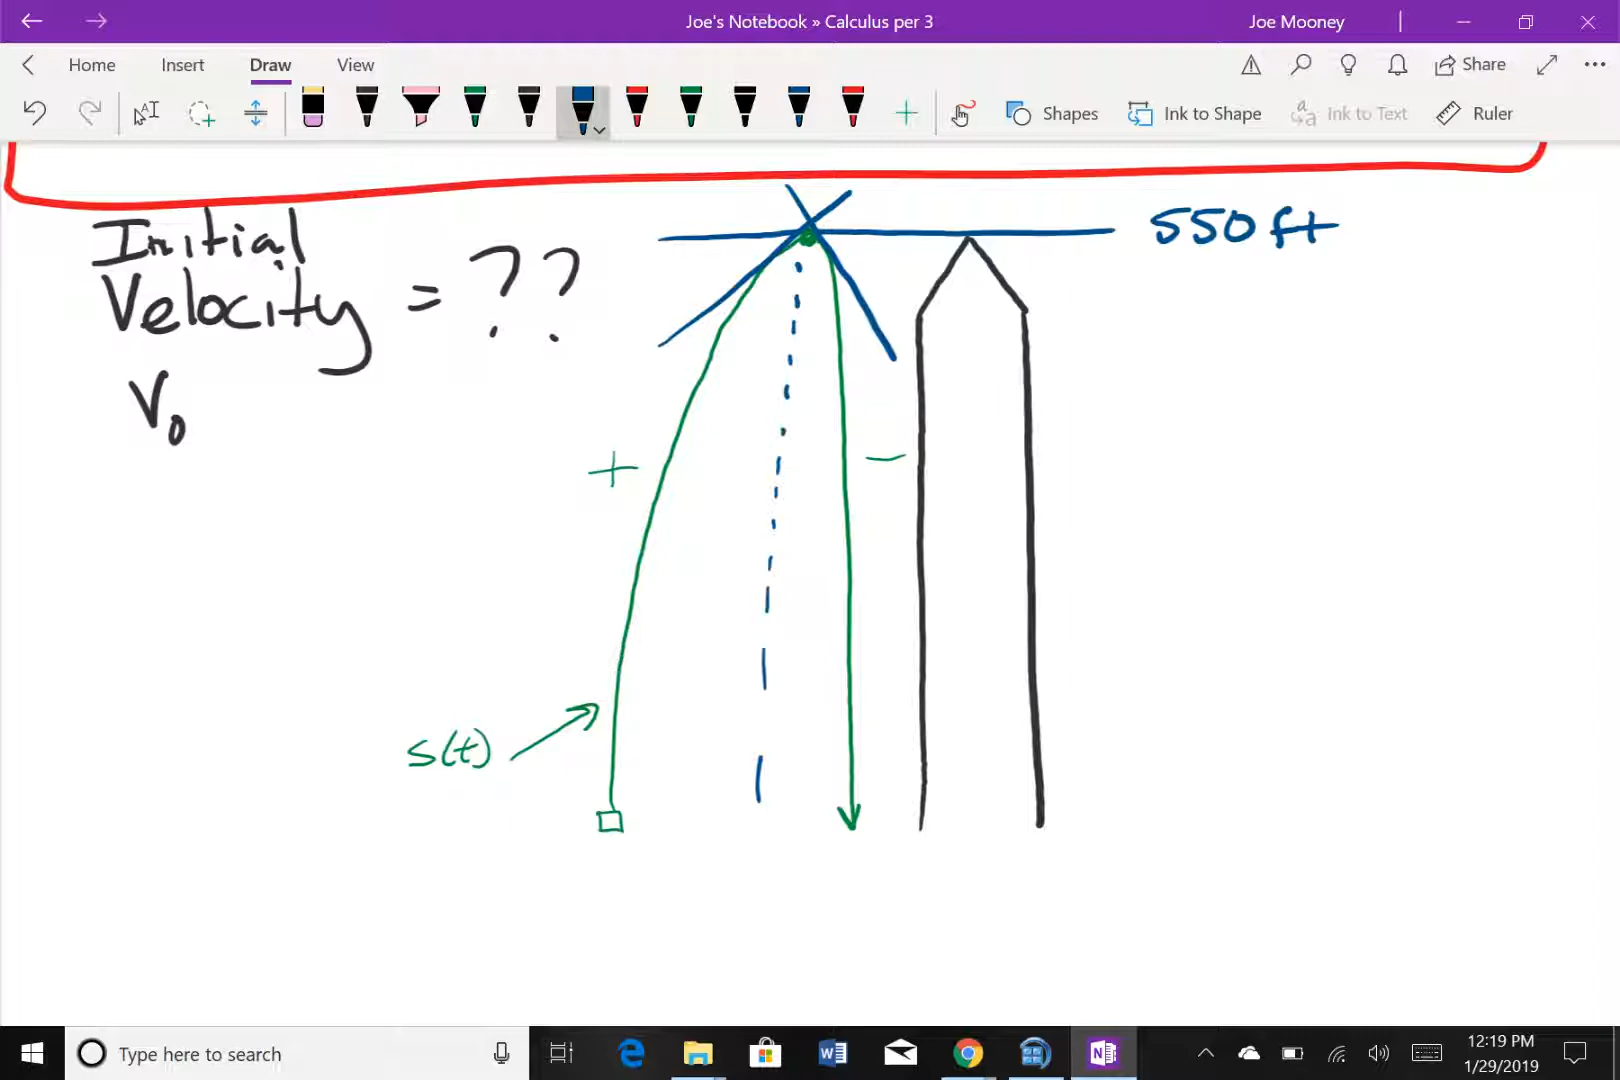 Joe's Notebook » Calculus per 3
Joe Mooney
Home Insert Draw View
Share
Shapes
Ink to Shape
Ink to Text
Ruler
Initial
Velocity = ??
V₀
550 ft
+
−
s(t)
Type here to search
12:19 PM
1/29/2019